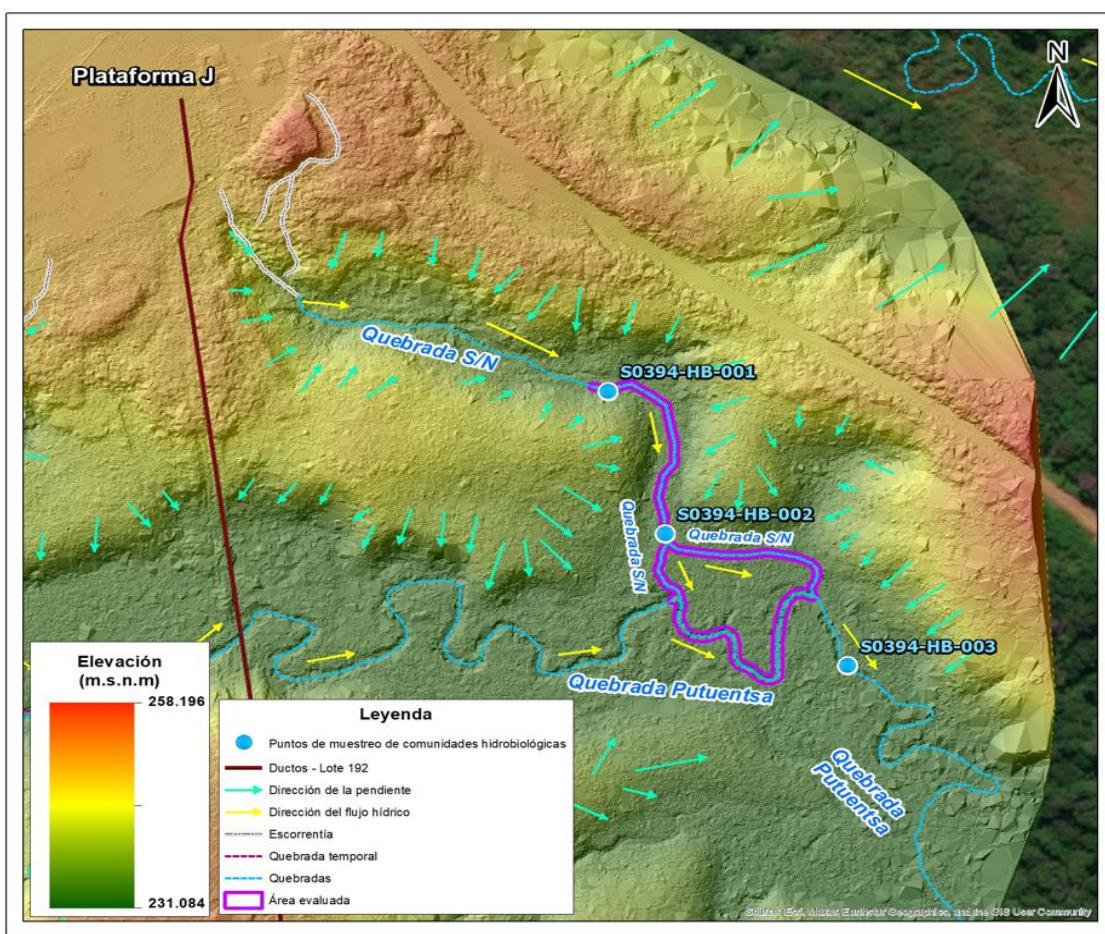 N
Plataforma J
Quebrada S/N
S0394-HB-001
S0394-HB-002
Quebrada S/N
Quebrada S/N
S0394-HB-003
Quebrada Putuentsa
Quebrada
Putuentsa
Elevación
(m.s.n.m)
258.196
231.084
Leyenda
Puntos de muestreo de comunidades hidrobiológicas
Ductos - Lote 192
Dirección de la pendiente
Dirección del flujo hídrico
Escorrentía
Quebrada temporal
Quebradas
Área evaluada
Source: Esri, Maxar, Earthstar Geographics, and the GIS User Community